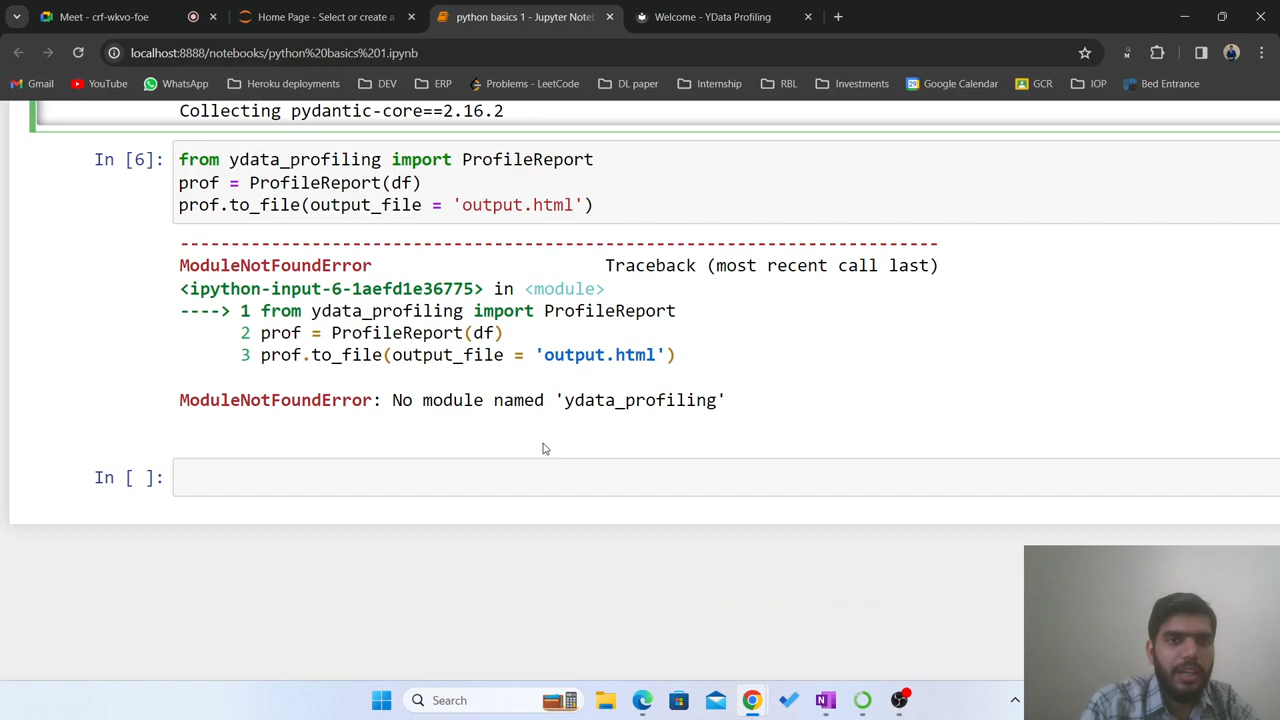 Meet - crf-wkvo-foe
Home Page - Select or create a
python basics 1 - Jupyter Note
Welcome - YData Profiling
localhost:8888/notebooks/python%20basics%201.ipynb
Gmail YouTube WhatsApp Heroku deployments DEV ERP Problems - LeetCode DL paper Internship RBL Investments Google Calendar GCR IOP Bed Entrance
Collecting pydantic-core==2.16.2
In [6]: from ydata_profiling import ProfileReport
prof = ProfileReport(df)
prof.to_file(output_file = 'output.html')
---------------------------------------------------------------------------
ModuleNotFoundError Traceback (most recent call last)
<ipython-input-6-1aefd1e36775> in <module>
----> 1 from ydata_profiling import ProfileReport
2 prof = ProfileReport(df)
3 prof.to_file(output_file = 'output.html')
ModuleNotFoundError: No module named 'ydata_profiling'
In [ ]:
Search